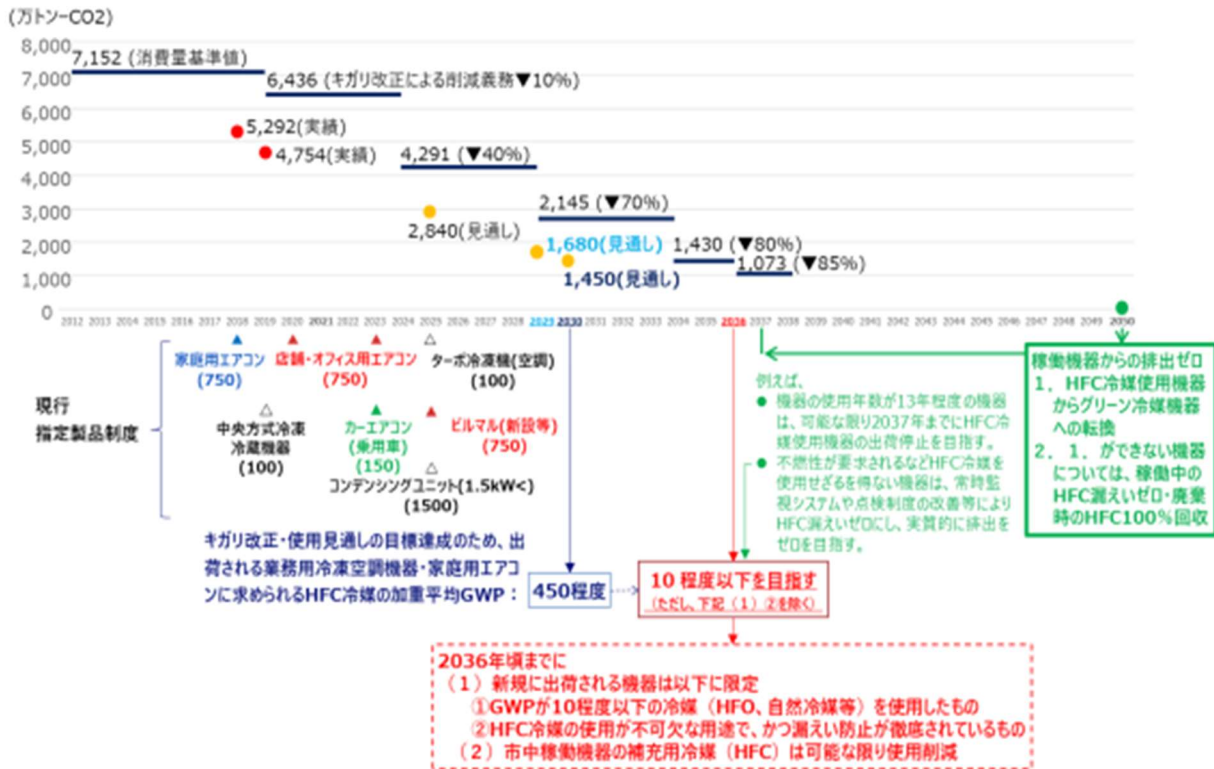 (万トン-CO2)
8,000
7,000
6,000
5,000
4,000
3,000
2,000
1,000
0
7,152 (消費量基準値)
6,436 (キガリ改正による削減義務▼10%)
5,292(実績)
4,754(実績)
4,291 (▼40%)
2,840(見通し)
2,145 (▼70%)
1,680(見通し)
1,450(見通し)
1,430 (▼80%)
1,073 (▼85%)
2012 2013 2014 2015 2016 2017 2018 2019 2020 2021 2022 2023 2024 2025 2026 2027 2028 2029 2030 2031 2032 2033 2034 2035 2036 2037 2038 2039 2040 2041 2042 2043 2044 2045 2046 2047 2048 2049 2050
現行
指定製品制度
家庭用エアコン
(750)
店舗・オフィス用エアコン
(750)
ターボ冷凍機(空調)
(100)
中央方式冷凍
冷蔵機器
(100)
カーエアコン
(乗用車)
(150)
ビルマル(新設等)
(750)
コンデンシングユニット(1.5kW<)
(1500)
例えば、
● 機器の使用年数が13年程度の機器
は、可能な限り2037年までにHFC冷
媒使用機器の出荷停止を目指す。
● 不燃性が要求されるなどHFC冷媒を
使用せざるを得ない機器は、常時監
視システムや点検制度の改善等により
HFC漏えいゼロにし、実質的に排出を
ゼロを目指す。
稼働機器からの排出ゼロ
1．HFC冷媒使用機器
からグリーン冷媒機器
への転換
2．1．ができない機器
については、稼働中の
HFC漏えいゼロ・廃棄
時のHFC100%回収
キガリ改正・使用見通しの目標達成のため、出
荷される業務用冷凍空調機器・家庭用エアコ
ンに求められるHFC冷媒の加重平均GWP：
450程度
10 程度以下を目指す
(ただし、下記（1）②を除く)
2036年頃までに
（1）新規に出荷される機器は以下に限定
①GWPが10程度以下の冷媒（HFO、自然冷媒等）を使用したもの
②HFC冷媒の使用が不可欠な用途で、かつ漏えい防止が徹底されているもの
（2）市中稼働機器の補充用冷媒（HFC）は可能な限り使用削減